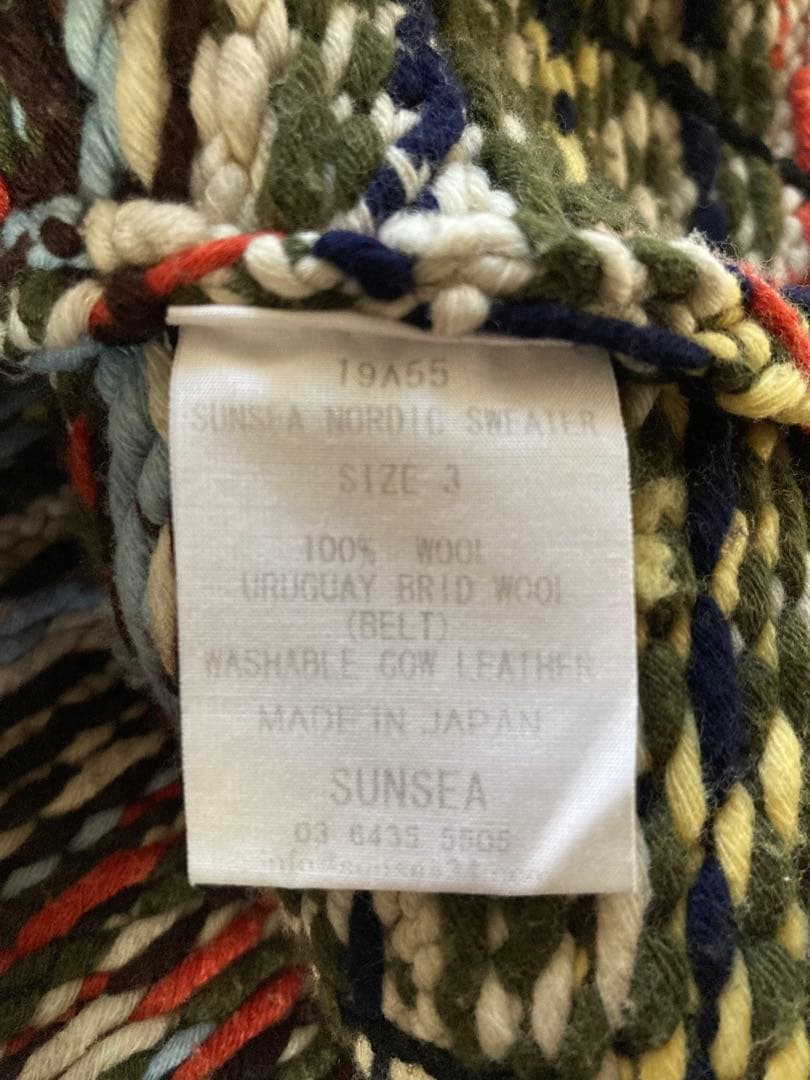 19A55
SUNSEA NORDIC SWEATER
SIZE 3
100% WOOL
URUGUAY BRID WOOL
(BELT)
WASHABLE COW LEATHER
MADE IN JAPAN
SUNSEA
03 6435 5505